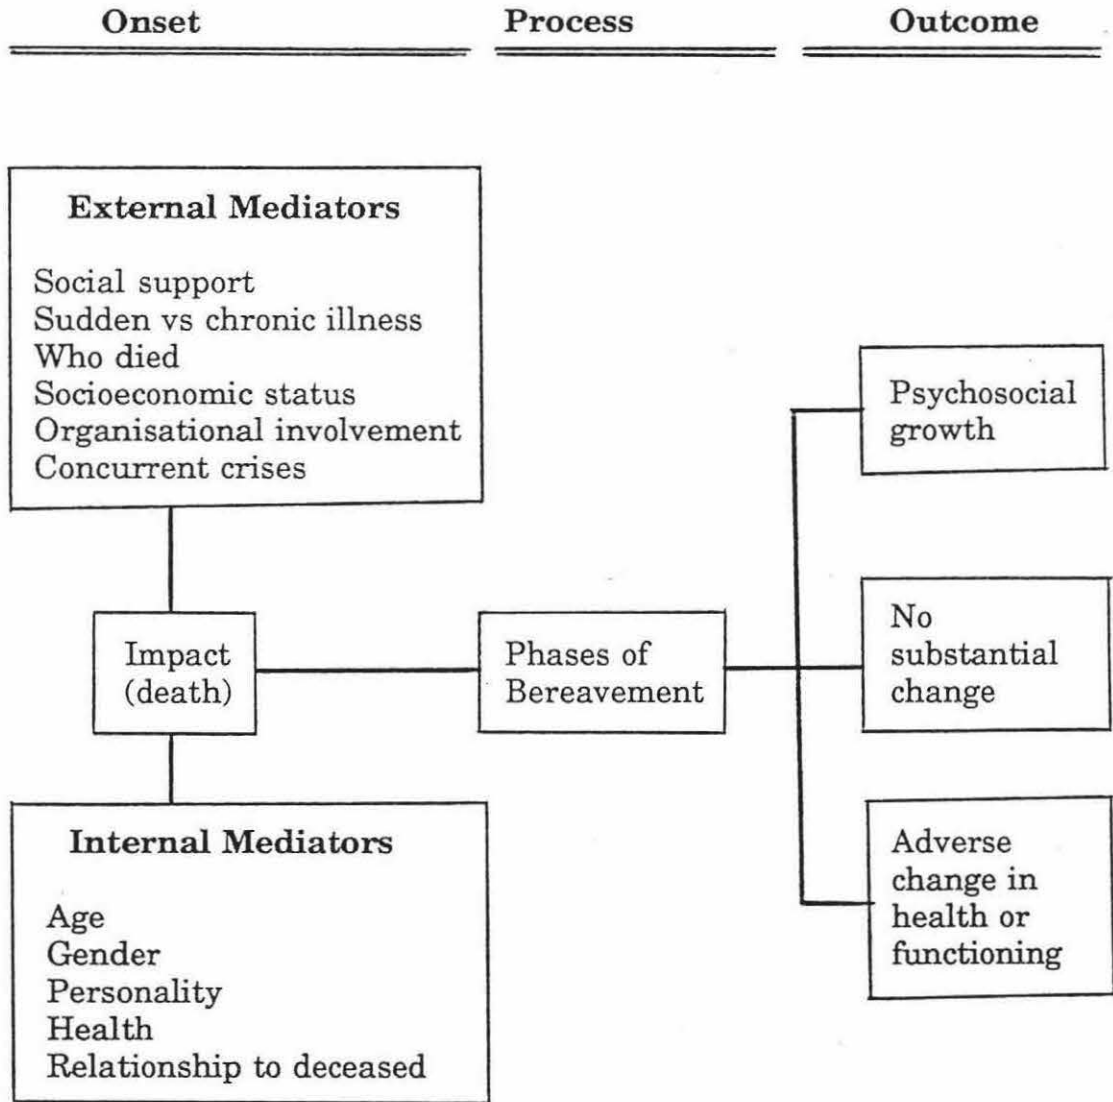 Onset
Process
Outcome
External Mediators
Social support
Sudden vs chronic illness
Who died
Socioeconomic status
Organisational involvement
Concurrent crises
Impact
(death)
Phases of
Bereavement
Psychosocial
growth
No
substantial
change
Adverse
change in
health or
functioning
Internal Mediators
Age
Gender
Personality
Health
Relationship to deceased